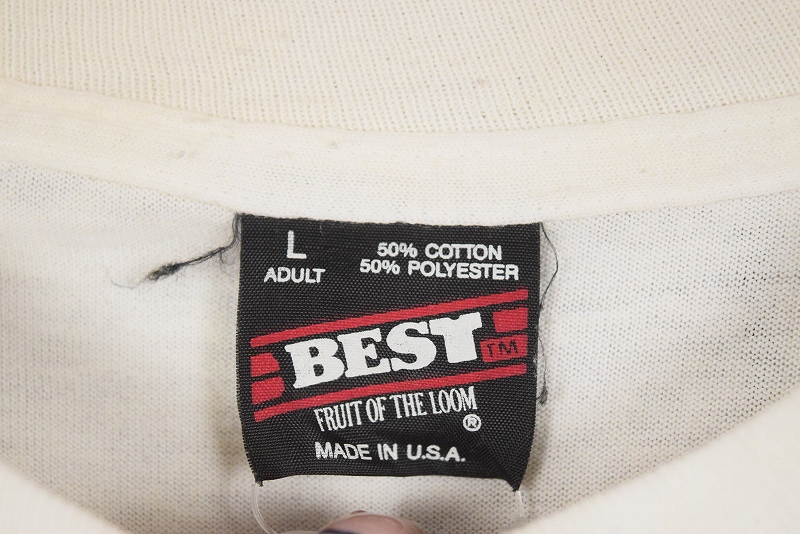 L
ADULT
50% COTTON
50% POLYESTER
BEST
TM
FRUIT OF THE LOOM
®
MADE IN U.S.A.